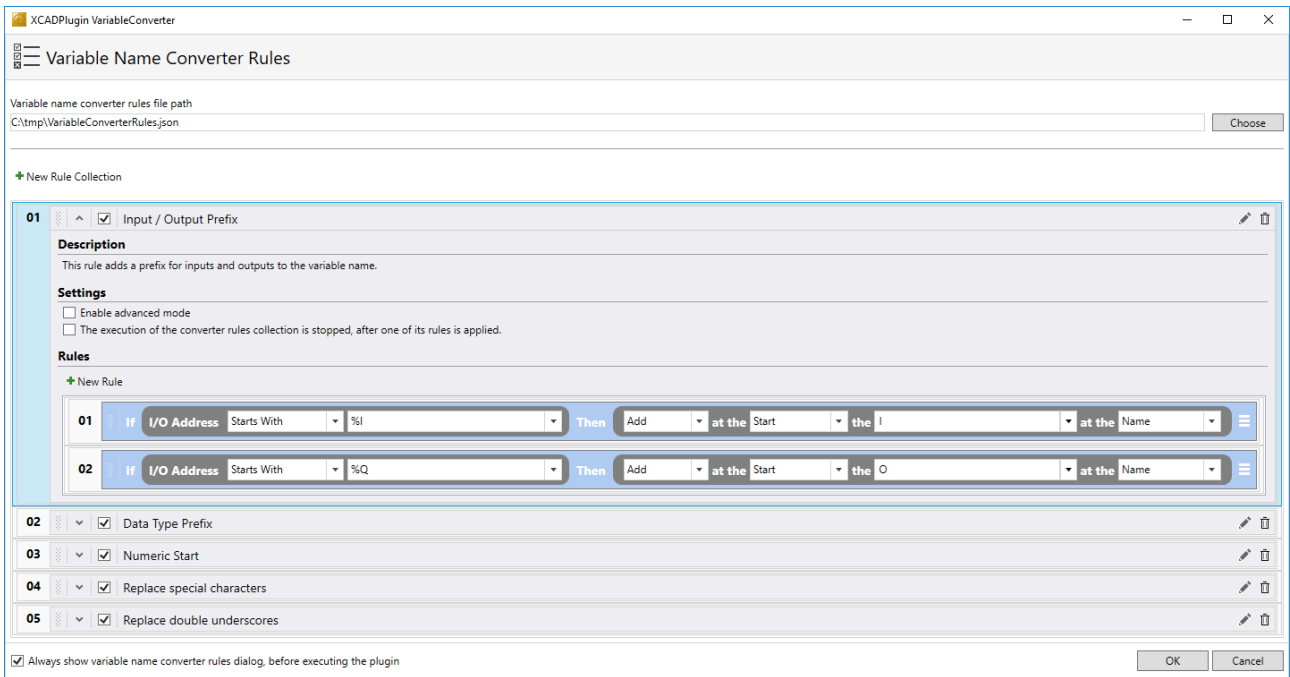 XCADPlugin VariableConverter
Variable Name Converter Rules
Variable name converter rules file path
C:\tmp\VariableConverterRules.json
Choose
New Rule Collection
01 Input / Output Prefix
Description
This rule adds a prefix for inputs and outputs to the variable name.
Settings
Enable advanced mode
The execution of the converter rules collection is stopped, after one of its rules is applied.
Rules
New Rule
01 If I/O Address Starts With %I Then Add at the Start the I at the Name
02 If I/O Address Starts With %Q Then Add at the Start the O at the Name
02 Data Type Prefix
03 Numeric Start
04 Replace special characters
05 Replace double underscores
Always show variable name converter rules dialog, before executing the plugin
OK Cancel